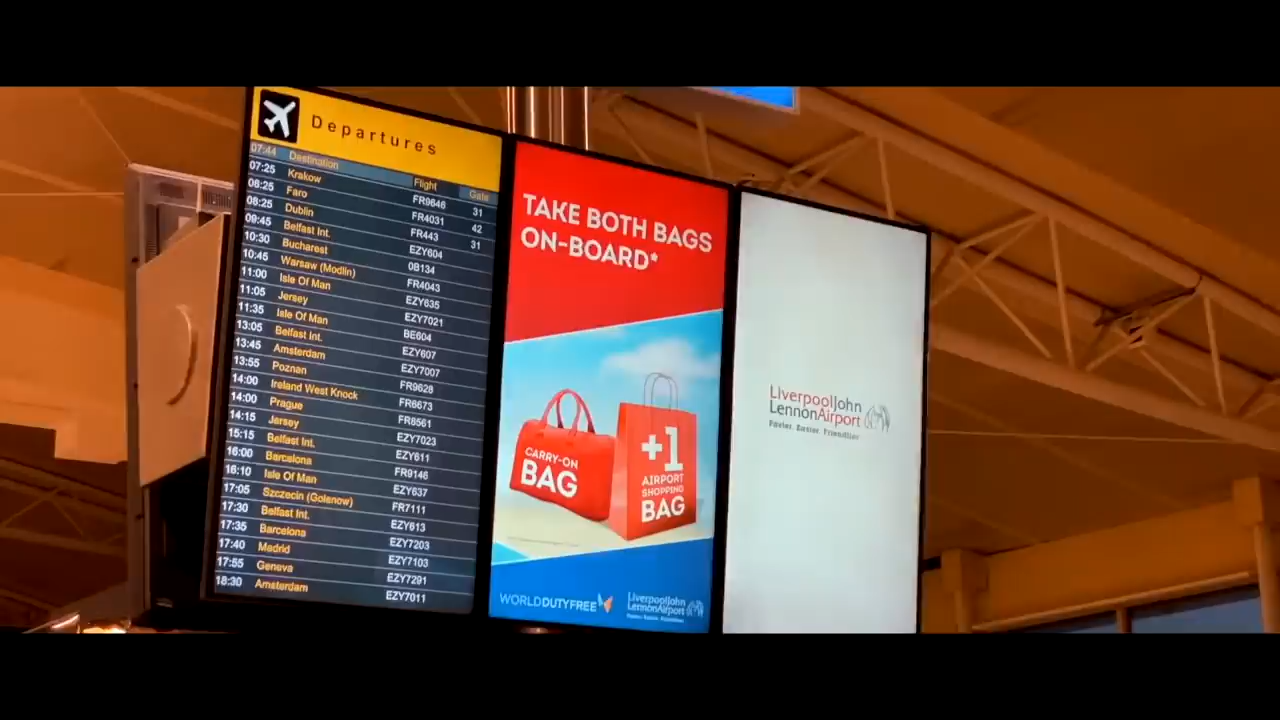 Departures
07:44 Destination Flight Gate
07:25 Krakow FR9648 31
08:25 Faro FR4031 42
08:25 Dublin FR443 31
09:45 Belfast Int. EZY604
10:30 Bucharest 0B134
10:45 Warsaw (Modlin) FR4043
11:00 Isle Of Man EZY635
11:05 Jersey EZY7021
11:35 Isle Of Man BE604
13:05 Belfast Int. EZY607
13:45 Amsterdam EZY7007
13:55 Poznan FR9628
14:00 Ireland West Knock FR6673
14:00 Prague FR8561
14:15 Jersey EZY7023
15:15 Belfast Int. EZY611
16:00 Barcelona FR9146
16:10 Isle Of Man EZY637
17:05 Szczecin (Golsnow) FR7111
17:30 Belfast Int. EZY613
17:35 Barcelona EZY7203
17:40 Madrid EZY7103
17:55 Geneva EZY7291
18:30 Amsterdam EZY7011
TAKE BOTH BAGS
ON-BOARD*
CARRY-ON
BAG
+1
AIRPORT
SHOPPING
BAG
WORLDDUTYFREE
LiverpoolJohn
LennonAirport
Faster. Easier. Friendlier.
LiverpoolJohn
LennonAirport
Faster. Easier. Friendlier.